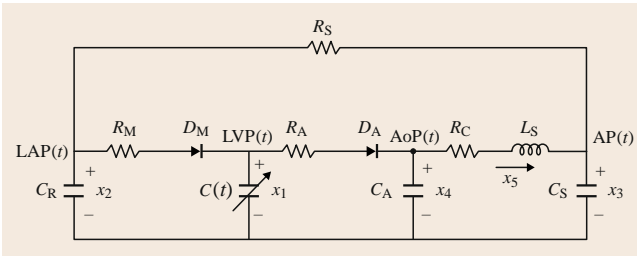 R_S
R_M D_M LVP(t) R_A D_A AoP(t) R_C L_S
LAP(t) AP(t)
x_5
C_R + x_2 C(t) + x_1 C_A + x_4 C_S + x_3
− − − −